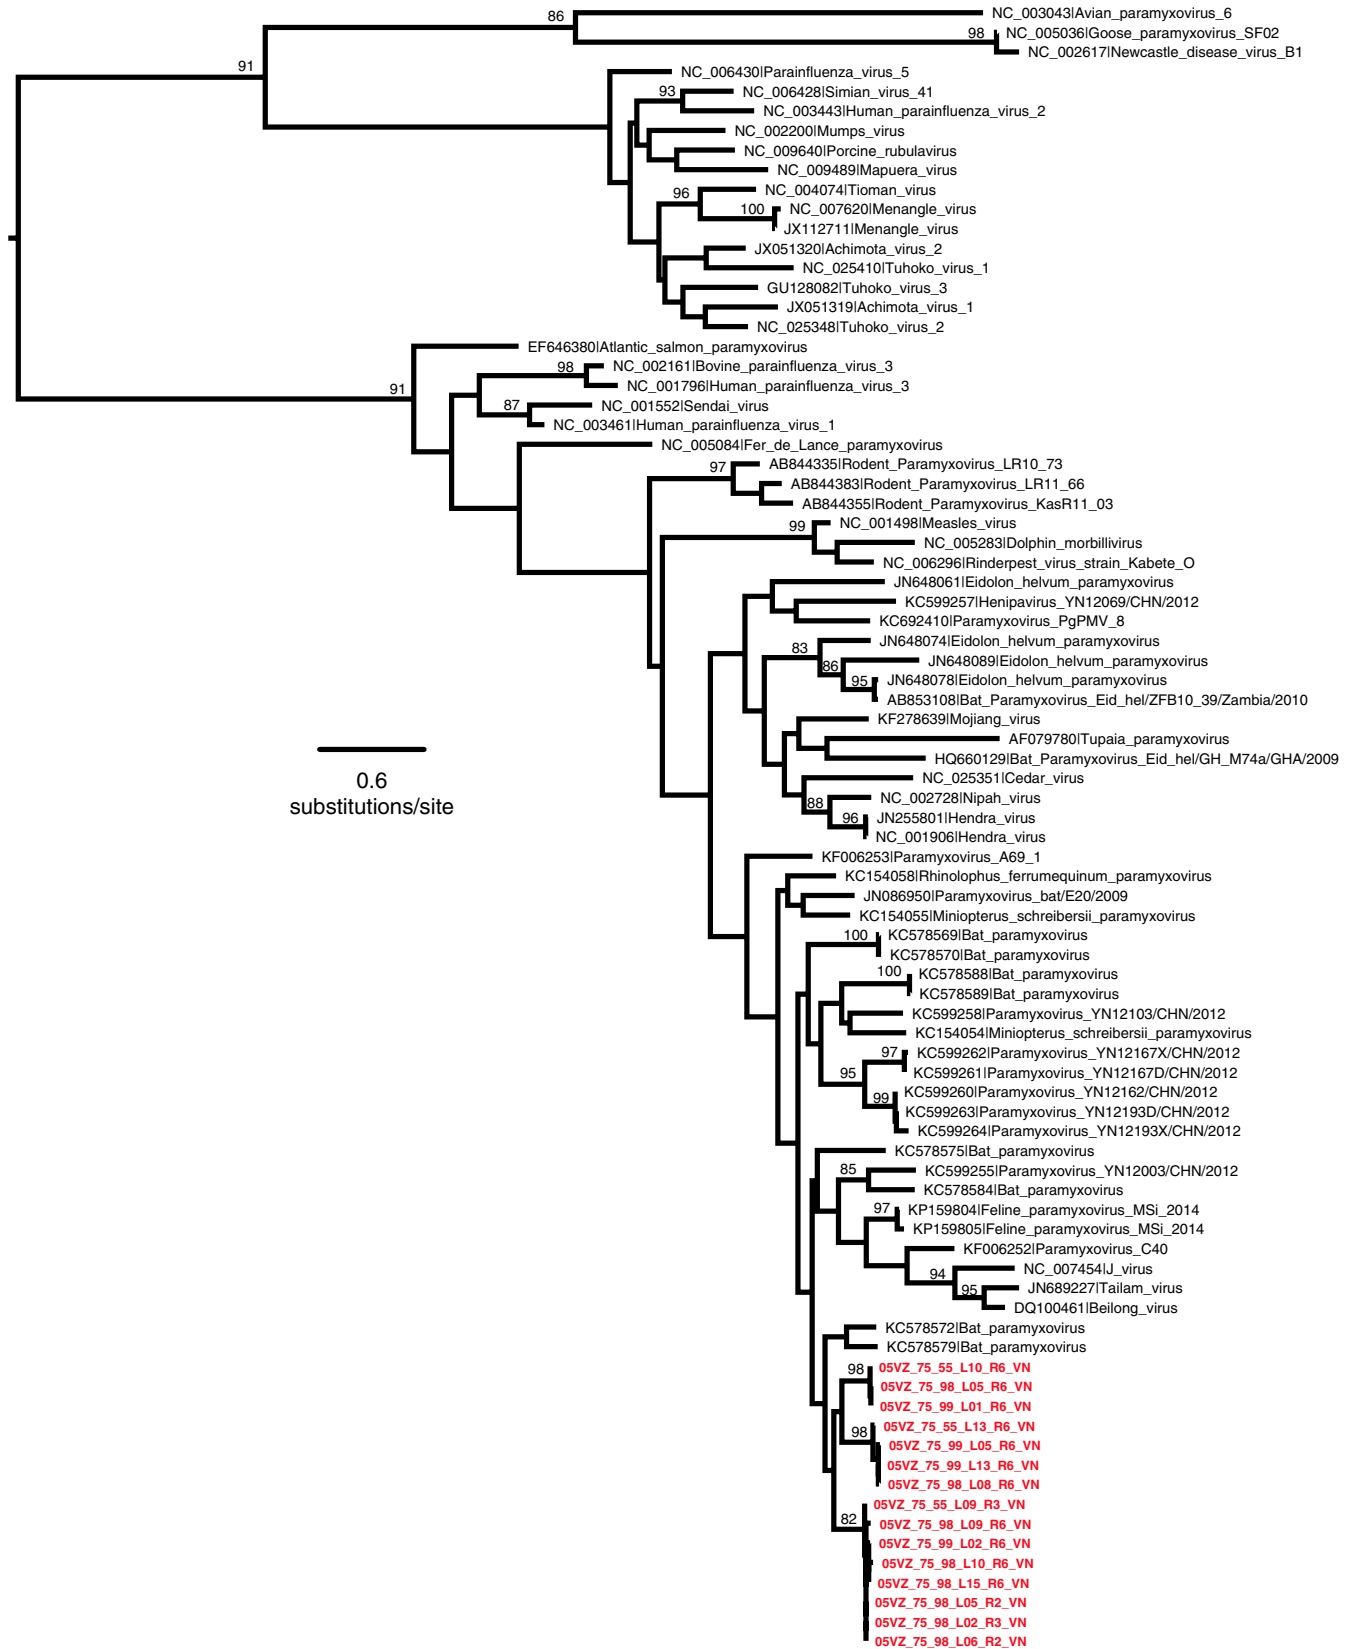 86
NC_003043|Avian_paramyxovirus_6
98
NC_005036|Goose_paramyxovirus_SF02
NC_002617|Newcastle_disease_virus_B1
91
NC_006430|Parainfluenza_virus_5
93
NC_006428|Simian_virus_41
NC_003443|Human_parainfluenza_virus_2
NC_002200|Mumps_virus
NC_009640|Porcine_rubulavirus
NC_009489|Mapuera_virus
96
NC_004074|Tioman_virus
100
NC_007620|Menangle_virus
JX112711|Menangle_virus
JX051320|Achimota_virus_2
NC_025410|Tuhoko_virus_1
GU128082|Tuhoko_virus_3
JX051319|Achimota_virus_1
NC_025348|Tuhoko_virus_2
EF646380|Atlantic_salmon_paramyxovirus
98
NC_002161|Bovine_parainfluenza_virus_3
NC_001796|Human_parainfluenza_virus_3
91
87
NC_001552|Sendai_virus
NC_003461|Human_parainfluenza_virus_1
NC_005084|Fer_de_Lance_paramyxovirus
97
AB844335|Rodent_Paramyxovirus_LR10_73
AB844383|Rodent_Paramyxovirus_LR11_66
AB844355|Rodent_Paramyxovirus_KasR11_03
99
NC_001498|Measles_virus
NC_005283|Dolphin_morbillivirus
NC_006296|Rinderpest_virus_strain_Kabete_O
JN648061|Eidolon_helvum_paramyxovirus
KC599257|Henipavirus_YN12069/CHN/2012
KC692410|Paramyxovirus_PgPMV_8
83
JN648074|Eidolon_helvum_paramyxovirus
86
JN648089|Eidolon_helvum_paramyxovirus
95
JN648078|Eidolon_helvum_paramyxovirus
AB853108|Bat_Paramyxovirus_Eid_hel/ZFB10_39/Zambia/2010
KF278639|Mojiang_virus
AF079780|Tupaia_paramyxovirus
HQ660129|Bat_Paramyxovirus_Eid_hel/GH_M74a/GHA/2009
NC_025351|Cedar_virus
88
NC_002728|Nipah_virus
96
JN255801|Hendra_virus
NC_001906|Hendra_virus
0.6
substitutions/site
KF006253|Paramyxovirus_A69_1
KC154058|Rhinolophus_ferrumequinum_paramyxovirus
JN086950|Paramyxovirus_bat/E20/2009
KC154055|Miniopterus_schreibersii_paramyxovirus
100
KC578569|Bat_paramyxovirus
KC578570|Bat_paramyxovirus
100
KC578588|Bat_paramyxovirus
KC578589|Bat_paramyxovirus
KC599258|Paramyxovirus_YN12103/CHN/2012
KC154054|Miniopterus_schreibersii_paramyxovirus
97
KC599262|Paramyxovirus_YN12167X/CHN/2012
95
KC599261|Paramyxovirus_YN12167D/CHN/2012
KC599260|Paramyxovirus_YN12162/CHN/2012
99
KC599263|Paramyxovirus_YN12193D/CHN/2012
KC599264|Paramyxovirus_YN12193X/CHN/2012
KC578575|Bat_paramyxovirus
85
KC599255|Paramyxovirus_YN12003/CHN/2012
KC578584|Bat_paramyxovirus
97
KP159804|Feline_paramyxovirus_MSi_2014
KP159805|Feline_paramyxovirus_MSi_2014
KF006252|Paramyxovirus_C40
94
NC_007454|J_virus
95
JN689227|Tailam_virus
DQ100461|Beilong_virus
KC578572|Bat_paramyxovirus
KC578579|Bat_paramyxovirus
98
05VZ_75_55_L10_R6_VN
05VZ_75_98_L05_R6_VN
05VZ_75_99_L01_R6_VN
98
05VZ_75_55_L13_R6_VN
05VZ_75_99_L05_R6_VN
05VZ_75_99_L13_R6_VN
05VZ_75_98_L08_R6_VN
82
05VZ_75_55_L09_R3_VN
05VZ_75_98_L09_R6_VN
05VZ_75_99_L02_R6_VN
05VZ_75_98_L10_R6_VN
05VZ_75_98_L15_R6_VN
05VZ_75_98_L05_R2_VN
05VZ_75_98_L02_R3_VN
05VZ_75_98_L06_R2_VN